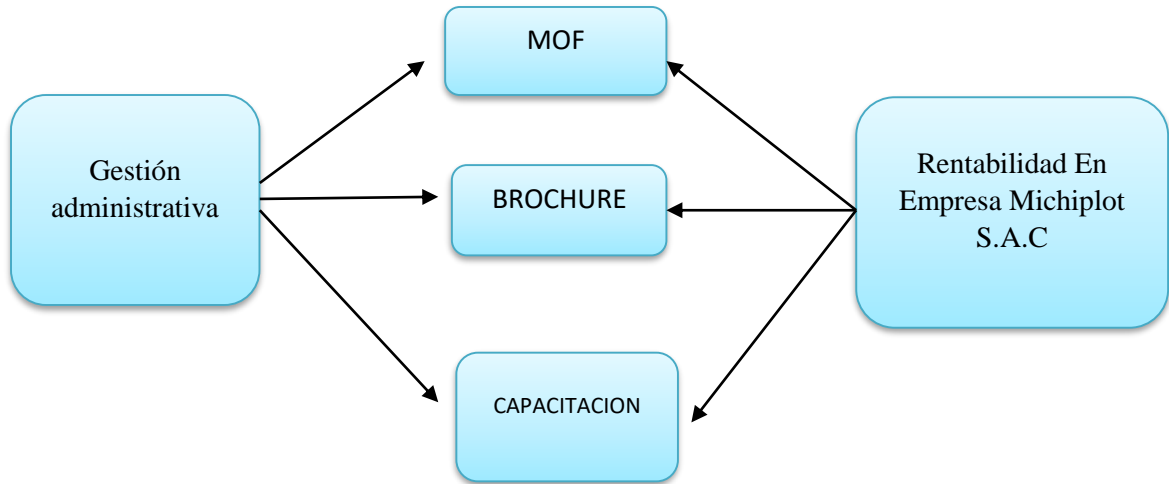 MOF
Gestión
administrativa
BROCHURE
Rentabilidad En
Empresa Michiplot
S.A.C
CAPACITACION